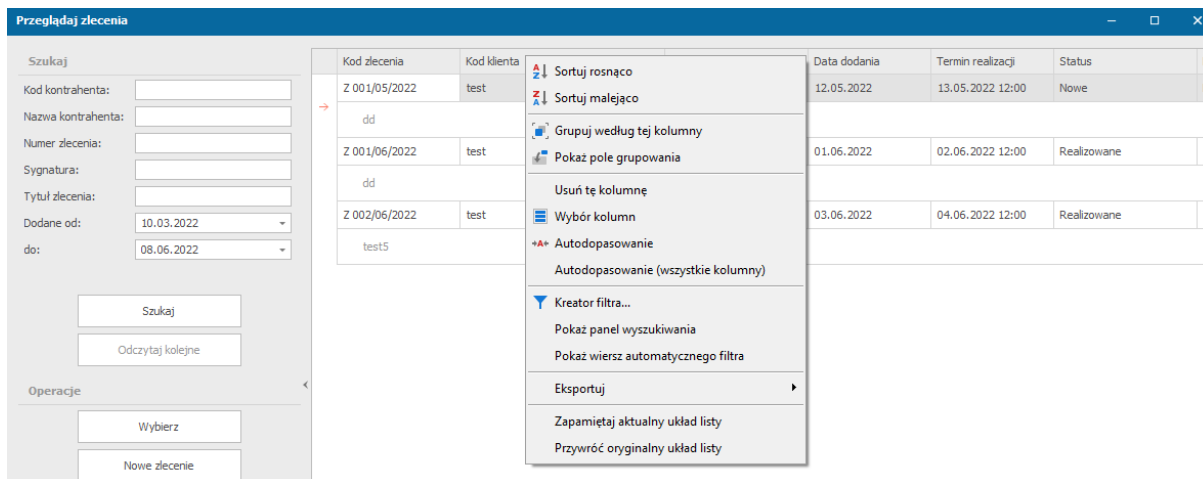 Przeglądaj zlecenia
Szukaj
Kod kontrahenta:
Nazwa kontrahenta:
Numer zlecenia:
Sygnatura:
Tytuł zlecenia:
Dodane od: 10.03.2022
do: 08.06.2022
Szukaj
Odczytaj kolejne
Operacje
Wybierz
Nowe zlecenie
Kod zlecenia Kod klienta Data dodania Termin realizacji Status
Z 001/05/2022 test 12.05.2022 13.05.2022 12:00 Nowe
dd
Z 001/06/2022 test 01.06.2022 02.06.2022 12:00 Realizowane
dd
Z 002/06/2022 test 03.06.2022 04.06.2022 12:00 Realizowane
test5
Sortuj rosnąco
Sortuj malejąco
Grupuj według tej kolumny
Pokaż pole grupowania
Usuń tę kolumnę
Wybór kolumn
Autodopasowanie
Autodopasowanie (wszystkie kolumny)
Kreator filtra...
Pokaż panel wyszukiwania
Pokaż wiersz automatycznego filtra
Eksportuj
Zapamiętaj aktualny układ listy
Przywróć oryginalny układ listy